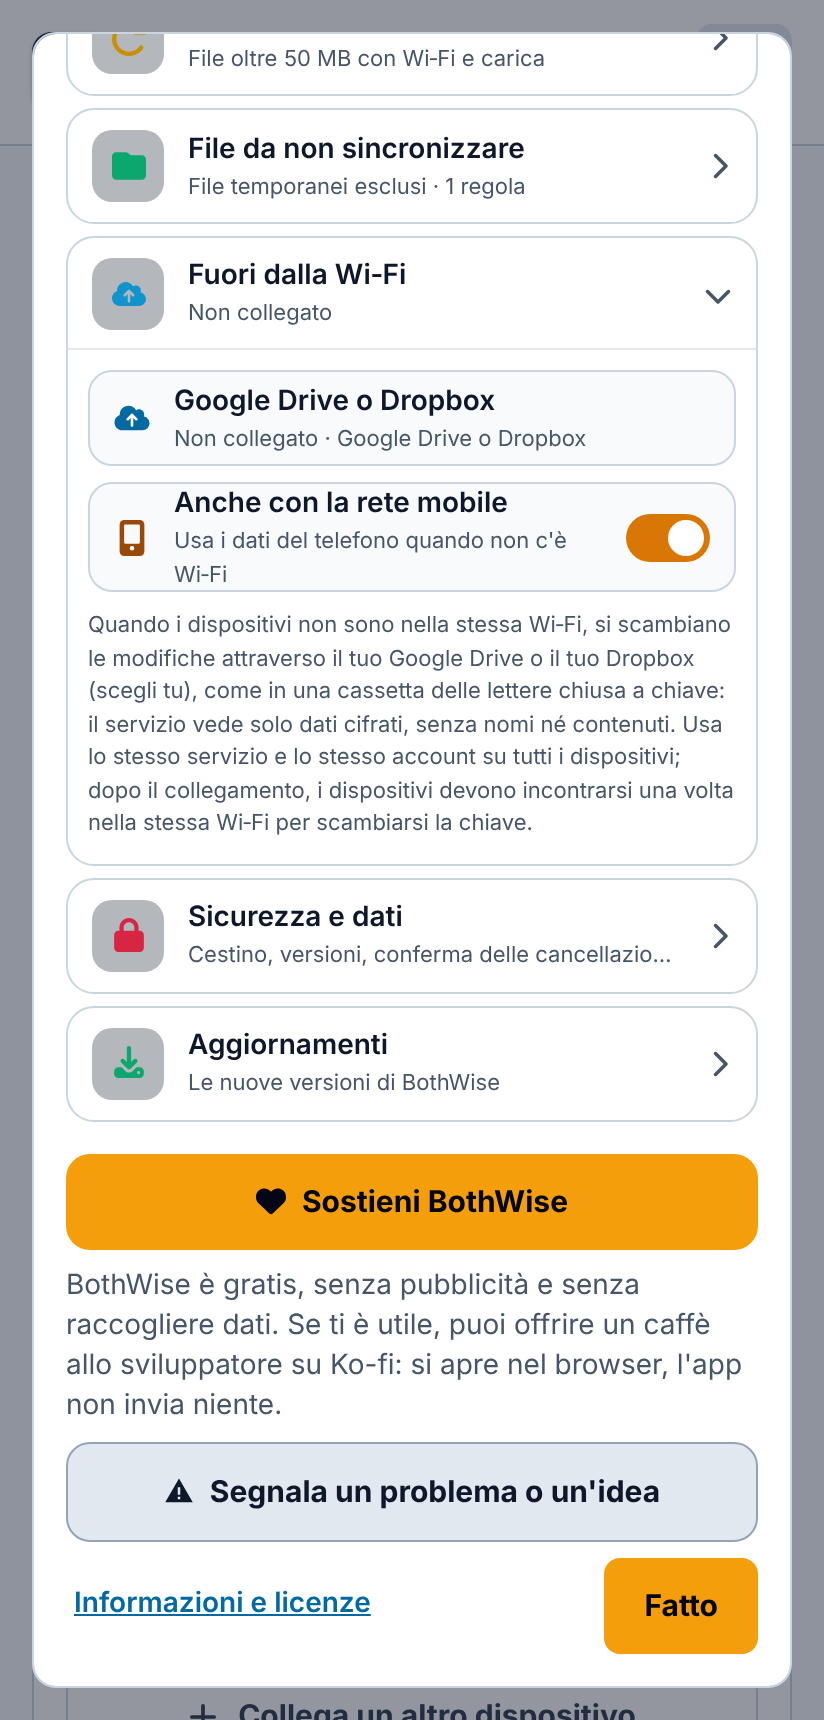 File oltre 50 MB con Wi-Fi e carica
File da non sincronizzare
File temporanei esclusi · 1 regola
Fuori dalla Wi-Fi
Non collegato
Google Drive o Dropbox
Non collegato · Google Drive o Dropbox
Anche con la rete mobile
Usa i dati del telefono quando non c'è
Wi-Fi
Quando i dispositivi non sono nella stessa Wi-Fi, si scambiano
le modifiche attraverso il tuo Google Drive o il tuo Dropbox
(scegli tu), come in una cassetta delle lettere chiusa a chiave:
il servizio vede solo dati cifrati, senza nomi né contenuti. Usa
lo stesso servizio e lo stesso account su tutti i dispositivi;
dopo il collegamento, i dispositivi devono incontrarsi una volta
nella stessa Wi-Fi per scambiarsi la chiave.
Sicurezza e dati
Cestino, versioni, conferma delle cancellazio...
Aggiornamenti
Le nuove versioni di BothWise
Sostieni BothWise
BothWise è gratis, senza pubblicità e senza
raccogliere dati. Se ti è utile, puoi offrire un caffè
allo sviluppatore su Ko-fi: si apre nel browser, l'app
non invia niente.
Segnala un problema o un'idea
Informazioni e licenze
Fatto
Collega un altro dispositivo